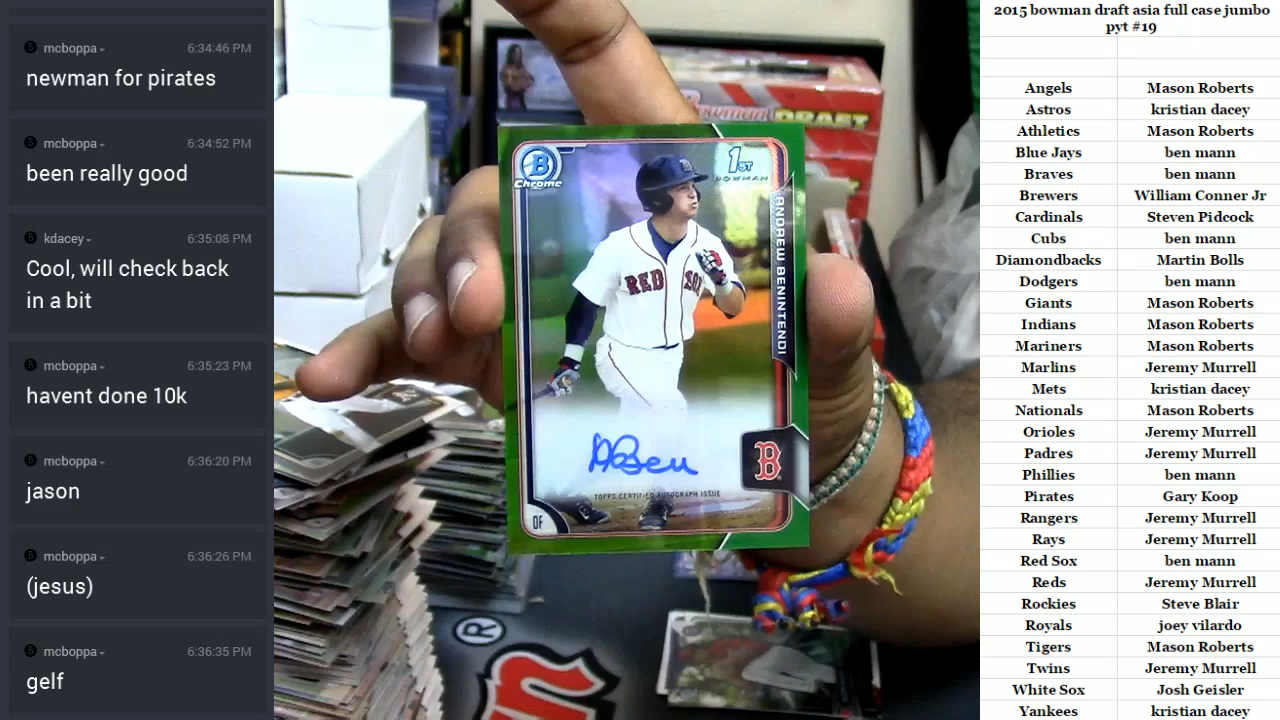 mcboppa 6:34:46 PM
newman for pirates
mcboppa 6:34:52 PM
been really good
kdacey 6:35:08 PM
Cool, will check back
in a bit
mcboppa 6:35:23 PM
havent done 10k
mcboppa 6:36:20 PM
jason
mcboppa 6:36:26 PM
(jesus)
mcboppa 6:36:35 PM
gelf
Bowman DRAFT
B
Chrome
1ST
BOWMAN
ANDREW BENINTENDI
RED SOX
TOPPS CERTIFIED AUTOGRAPH ISSUE
OF
B
®
2015 bowman draft asia full case jumbo
pyt #19
Angels Mason Roberts
Astros kristian dacey
Athletics Mason Roberts
Blue Jays ben mann
Braves ben mann
Brewers William Conner Jr
Cardinals Steven Pidcock
Cubs ben mann
Diamondbacks Martin Bolls
Dodgers ben mann
Giants Mason Roberts
Indians Mason Roberts
Mariners Mason Roberts
Marlins Jeremy Murrell
Mets kristian dacey
Nationals Mason Roberts
Orioles Jeremy Murrell
Padres Jeremy Murrell
Phillies ben mann
Pirates Gary Koop
Rangers Jeremy Murrell
Rays Jeremy Murrell
Red Sox ben mann
Reds Jeremy Murrell
Rockies Steve Blair
Royals joey vilardo
Tigers Mason Roberts
Twins Jeremy Murrell
White Sox Josh Geisler
Yankees kristian dacey